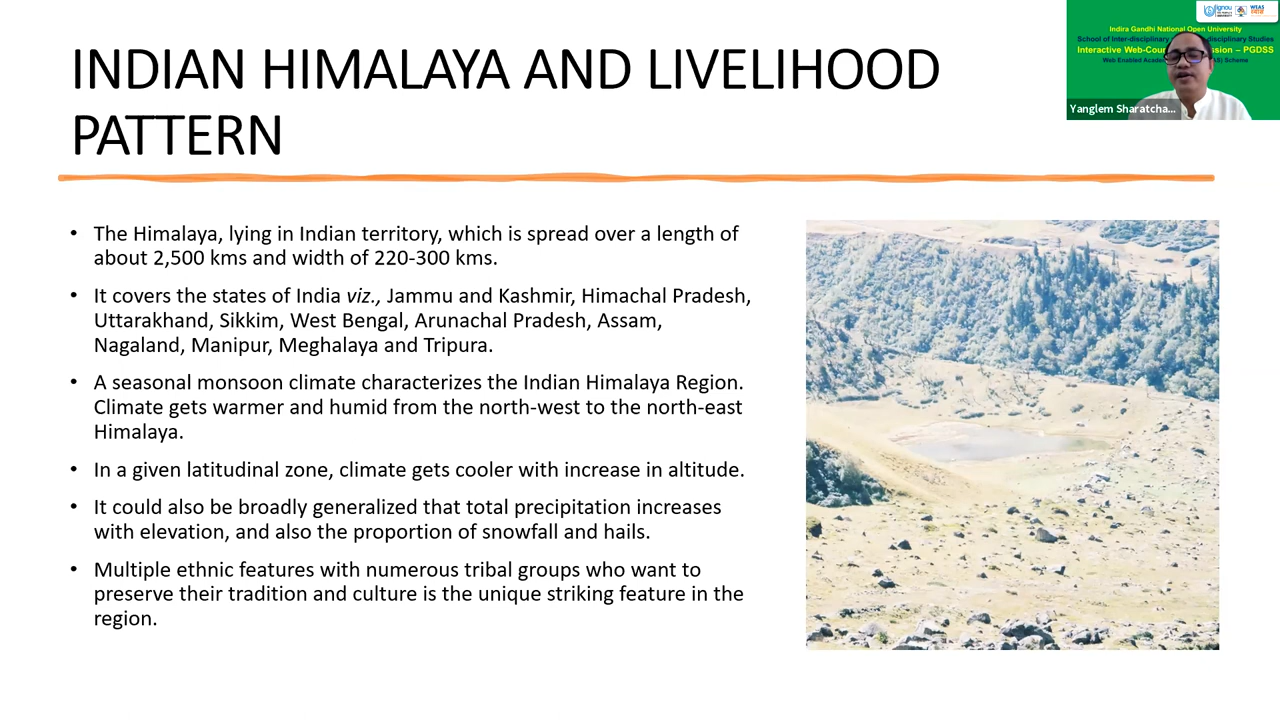 INDIAN HIMALAYA AND LIVELIHOOD
PATTERN
• The Himalaya, lying in Indian territory, which is spread over a length of
about 2,500 kms and width of 220-300 kms.
• It covers the states of India viz., Jammu and Kashmir, Himachal Pradesh,
Uttarakhand, Sikkim, West Bengal, Arunachal Pradesh, Assam,
Nagaland, Manipur, Meghalaya and Tripura.
• A seasonal monsoon climate characterizes the Indian Himalaya Region.
Climate gets warmer and humid from the north-west to the north-east
Himalaya.
• In a given latitudinal zone, climate gets cooler with increase in altitude.
• It could also be broadly generalized that total precipitation increases
with elevation, and also the proportion of snowfall and hails.
• Multiple ethnic features with numerous tribal groups who want to
preserve their tradition and culture is the unique striking feature in the
region.
ignou WEAS
Indira Gandhi National Open University
School of Inter-disciplinary disciplinary Studies
Interactive Web-Cou sion – PGDSS
Web Enabled Acade Scheme
Yanglem Sharatcha...